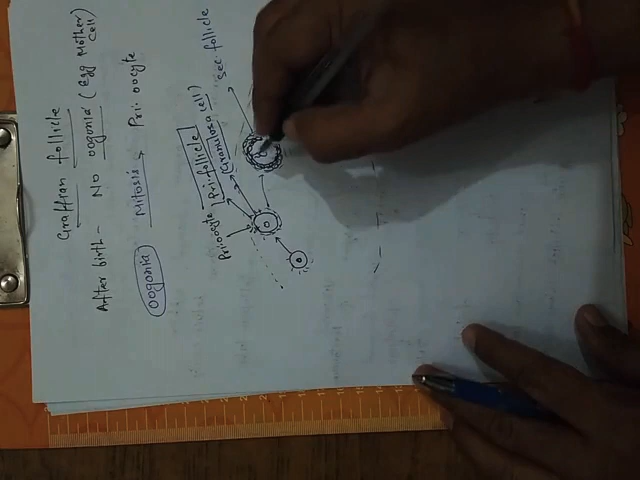 Graffian follicle
After birth - No oogonia (Egg Mother Cell)
Oogonia Mitosis → Pri. oocyte
Pri oocyte
Pri follicle
(Granulosa cell)
Sec follicle